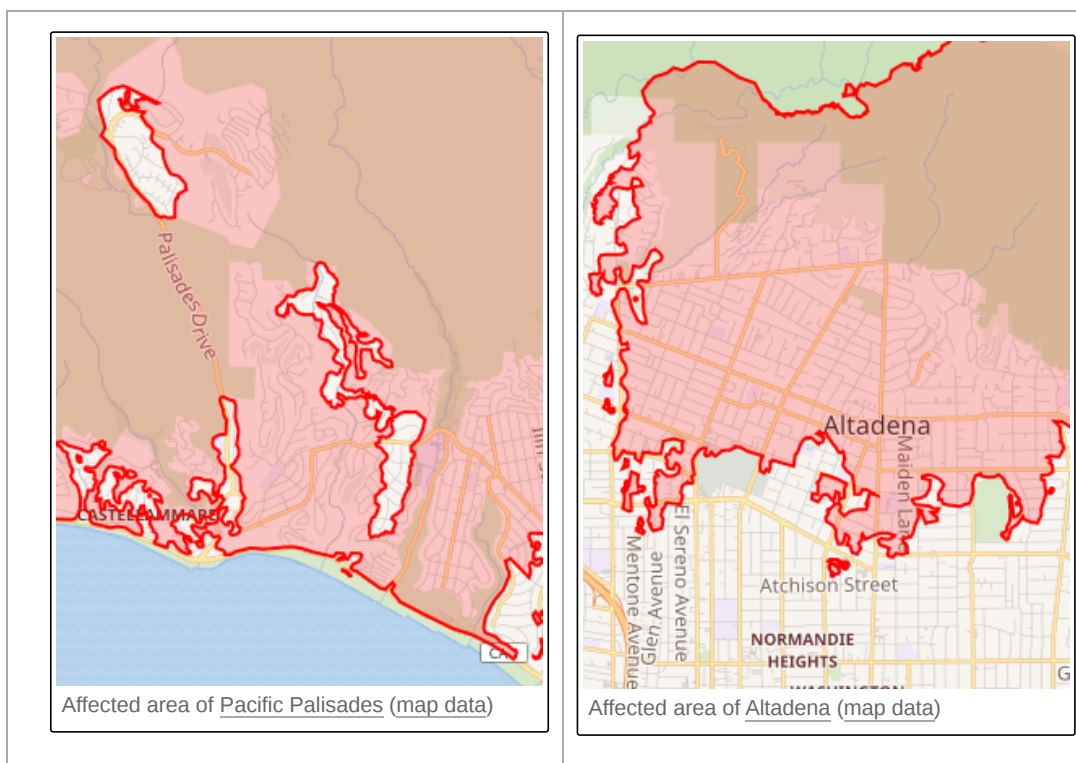 Palisades Drive
CASTELLAMMARE
Affected area of Pacific Palisades (map data)
Altadena
Maiden Lane
El Sereno Avenue
Glen Avenue
Mentone Avenue
Atchison Street
NORMANDIE
HEIGHTS
WASHINGTON
Affected area of Altadena (map data)